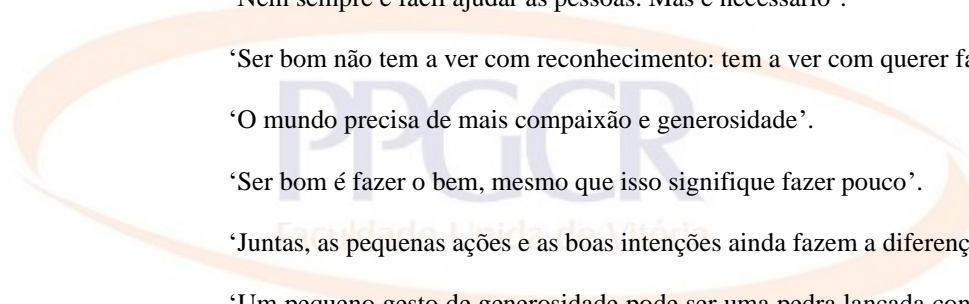 ‘Nem sempre é fácil ajudar as pessoas. Mas é necessário’.
‘Ser bom não tem a ver com reconhecimento: tem a ver com querer fa
‘O mundo precisa de mais compaixão e generosidade’.
PPGCR
‘Ser bom é fazer o bem, mesmo que isso signifique fazer pouco’.
Faculdade Unida de Vitória
‘Juntas, as pequenas ações e as boas intenções ainda fazem a diferenç
‘Um pequeno gesto de generosidade pode ser uma pedra lançada co